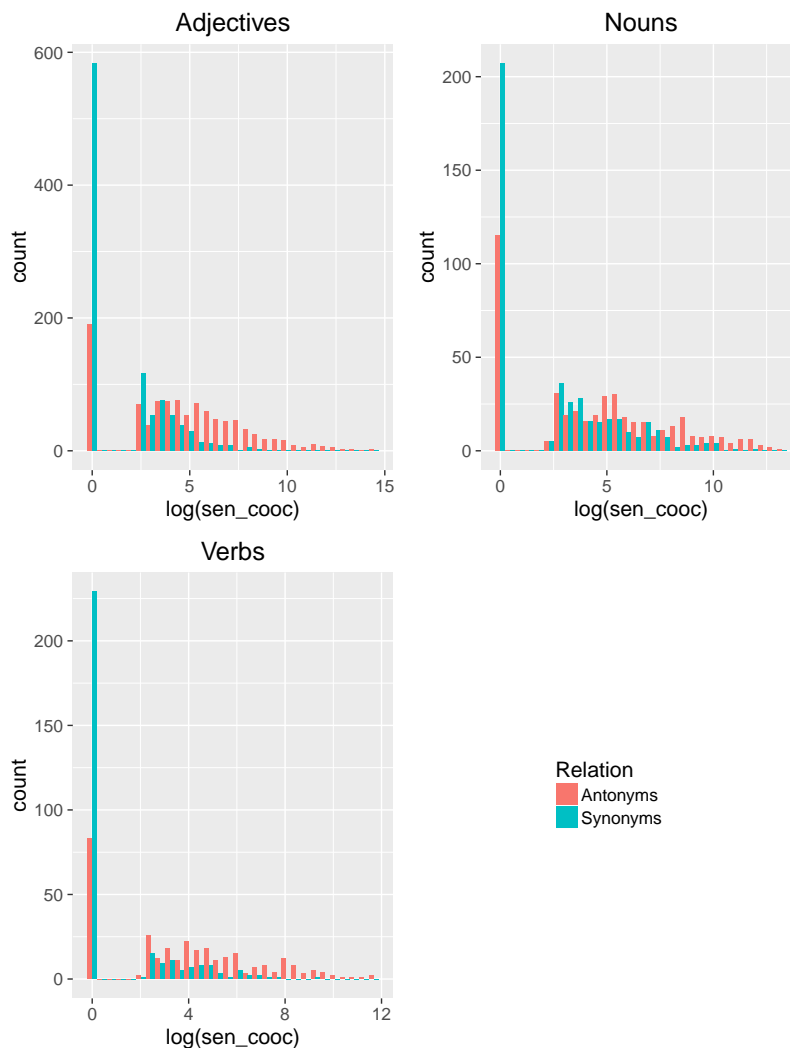 Adjectives
600
400
200
0
count
0
5
10
15
log(sen_cooc)
Nouns
200
150
100
50
0
count
0
5
10
log(sen_cooc)
Verbs
200
150
100
50
0
count
0
4
8
12
log(sen_cooc)
Relation
Antonyms
Synonyms